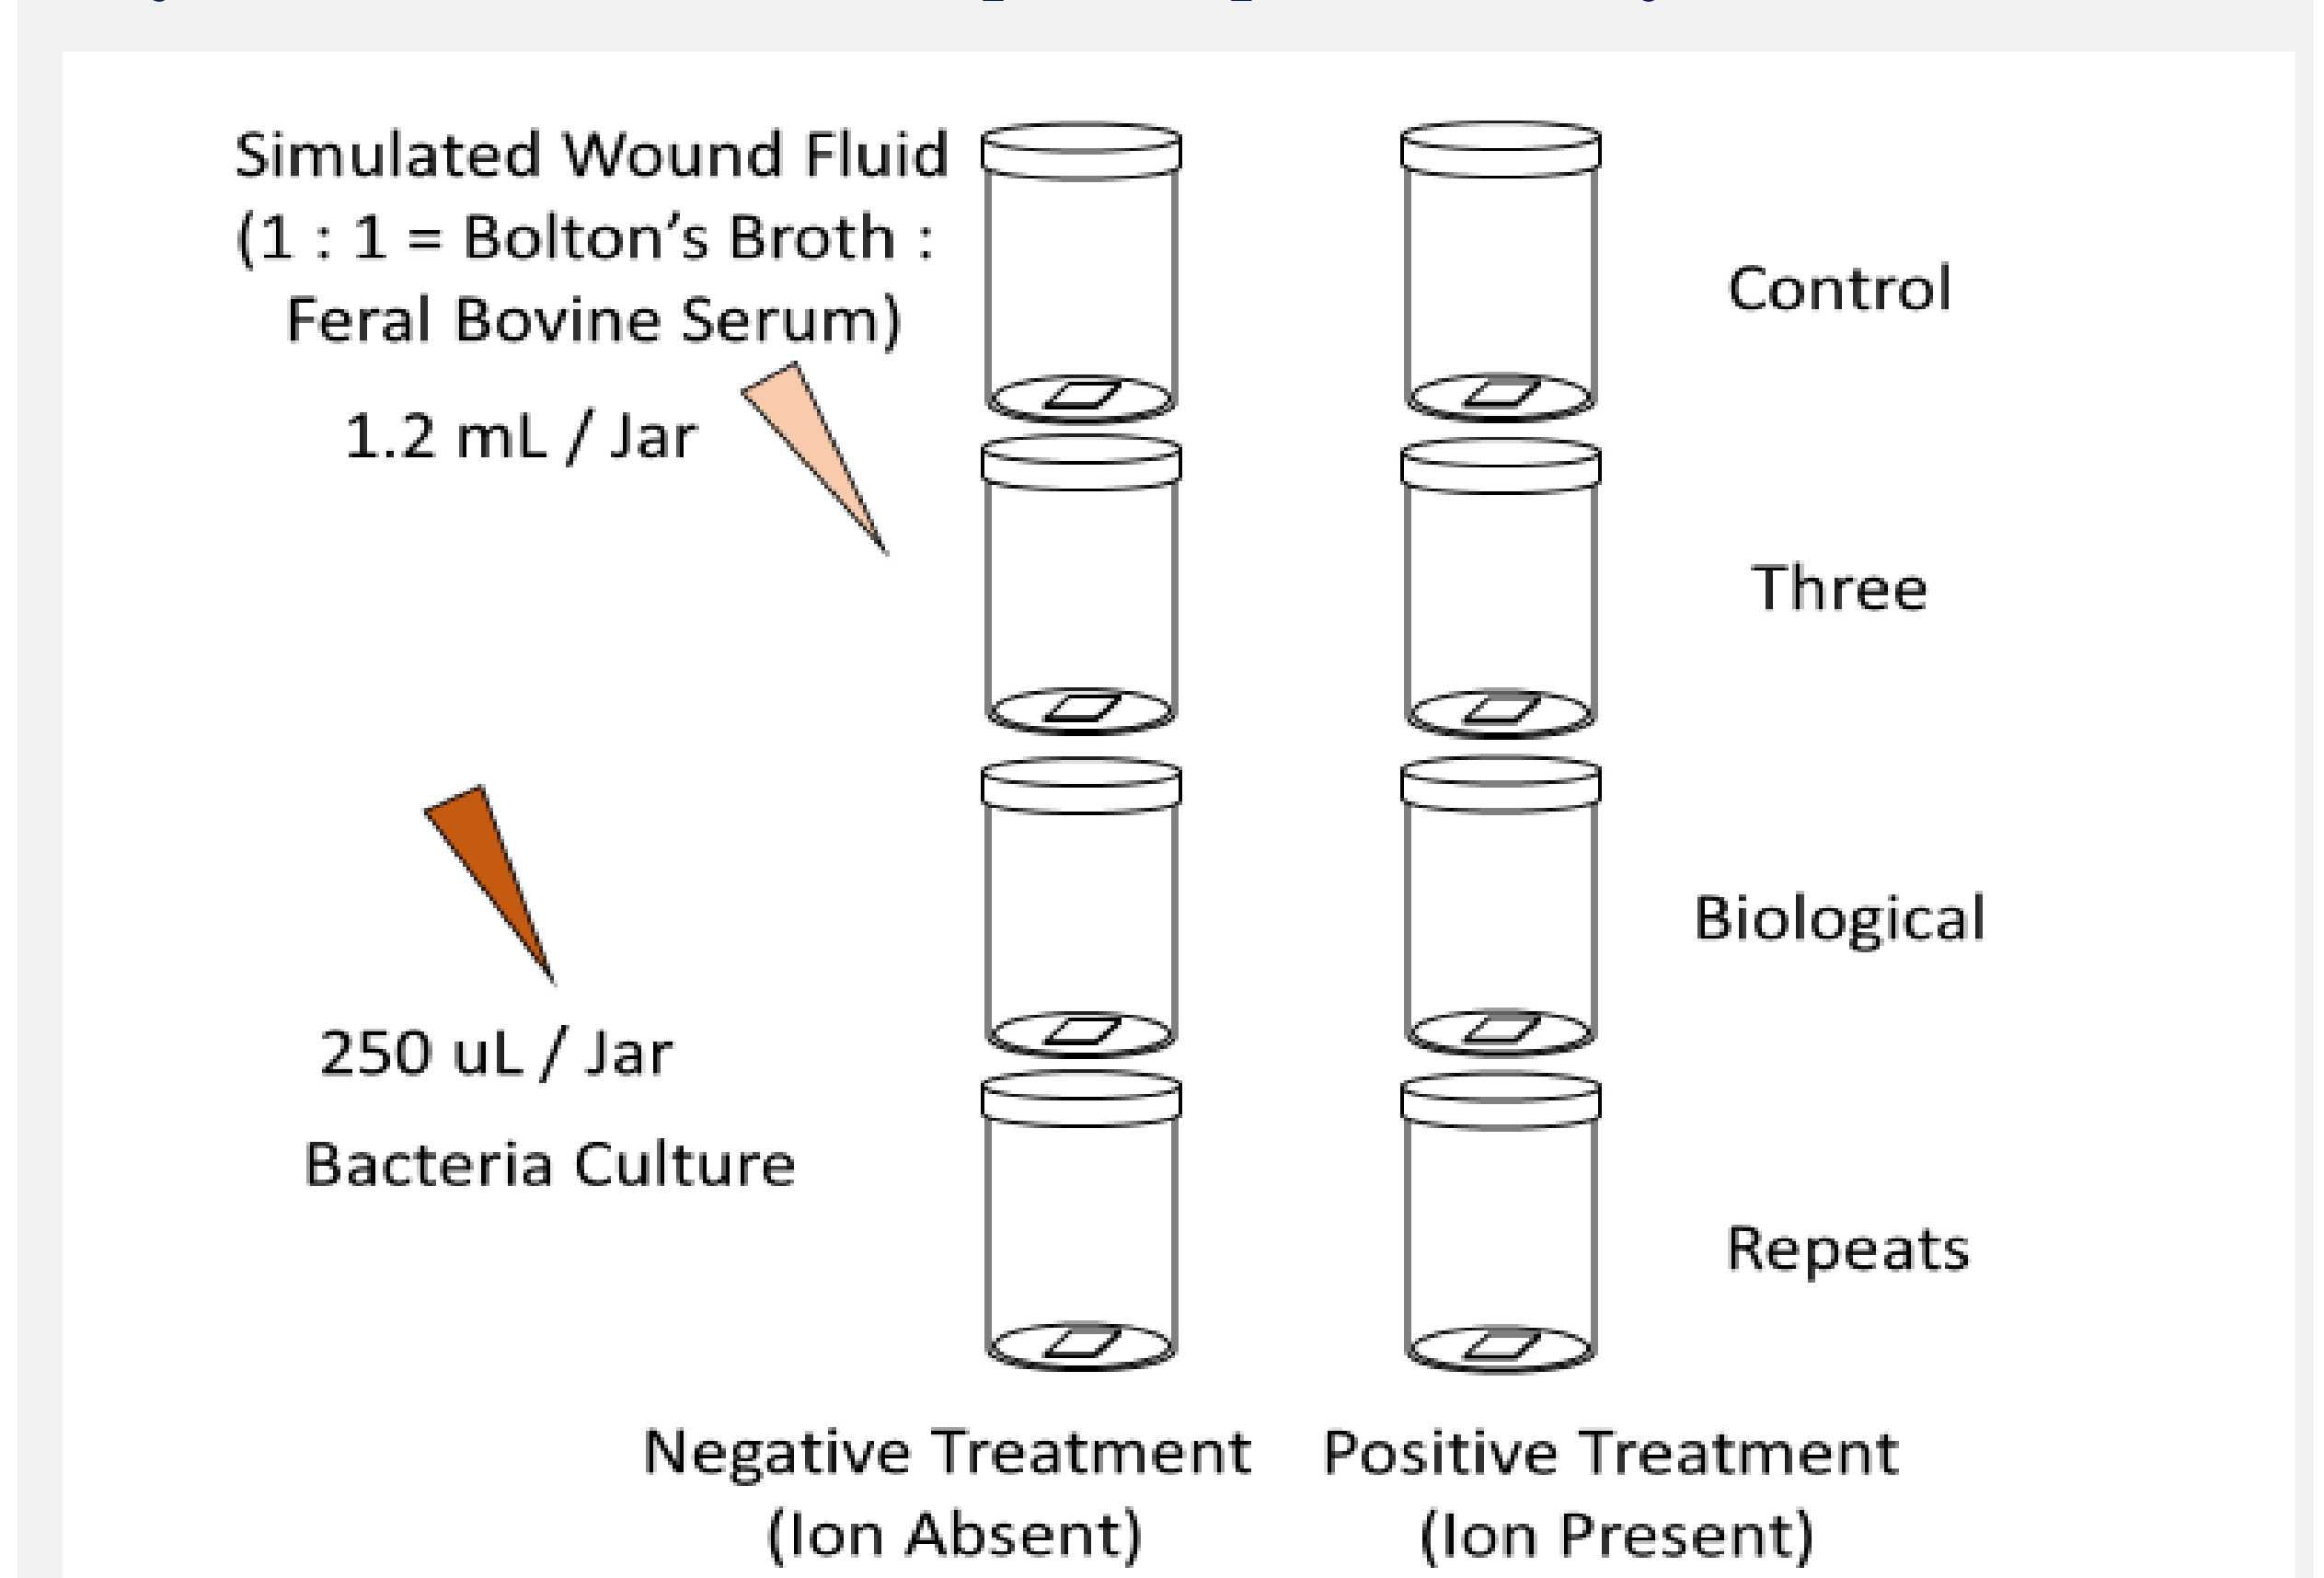 Simulated Wound Fluid
(1 : 1 = Bolton’s Broth :
Feral Bovine Serum)
1.2 mL / Jar
250 uL / Jar
Bacteria Culture
Control
Three
Biological
Repeats
Negative Treatment
(Ion Absent)
Positive Treatment
(Ion Present)